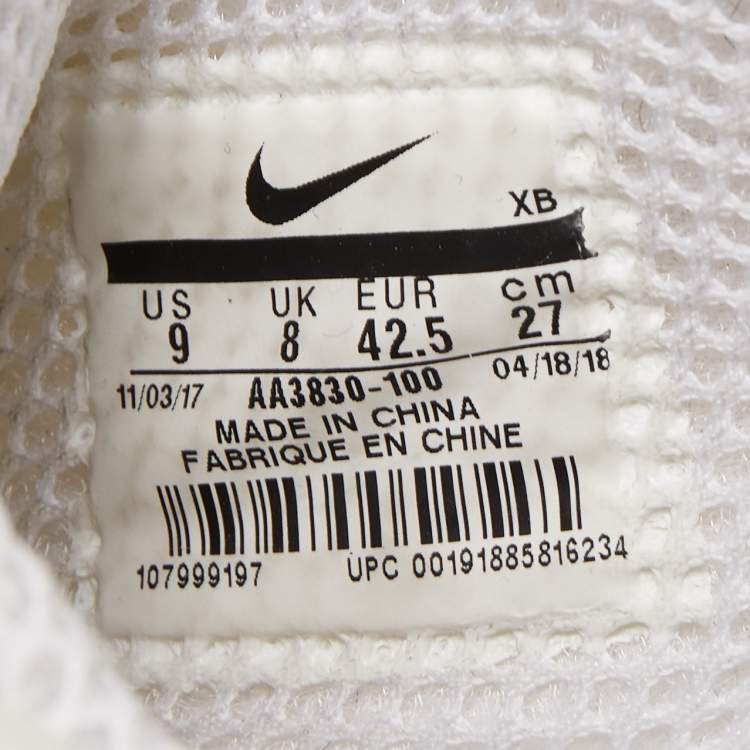 XB
US UK EUR cm
9 8 42.5 27
11/03/17 AA3830-100 04/18/18
MADE IN CHINA
FABRIQUE EN CHINE
107999197 UPC 00191885816234